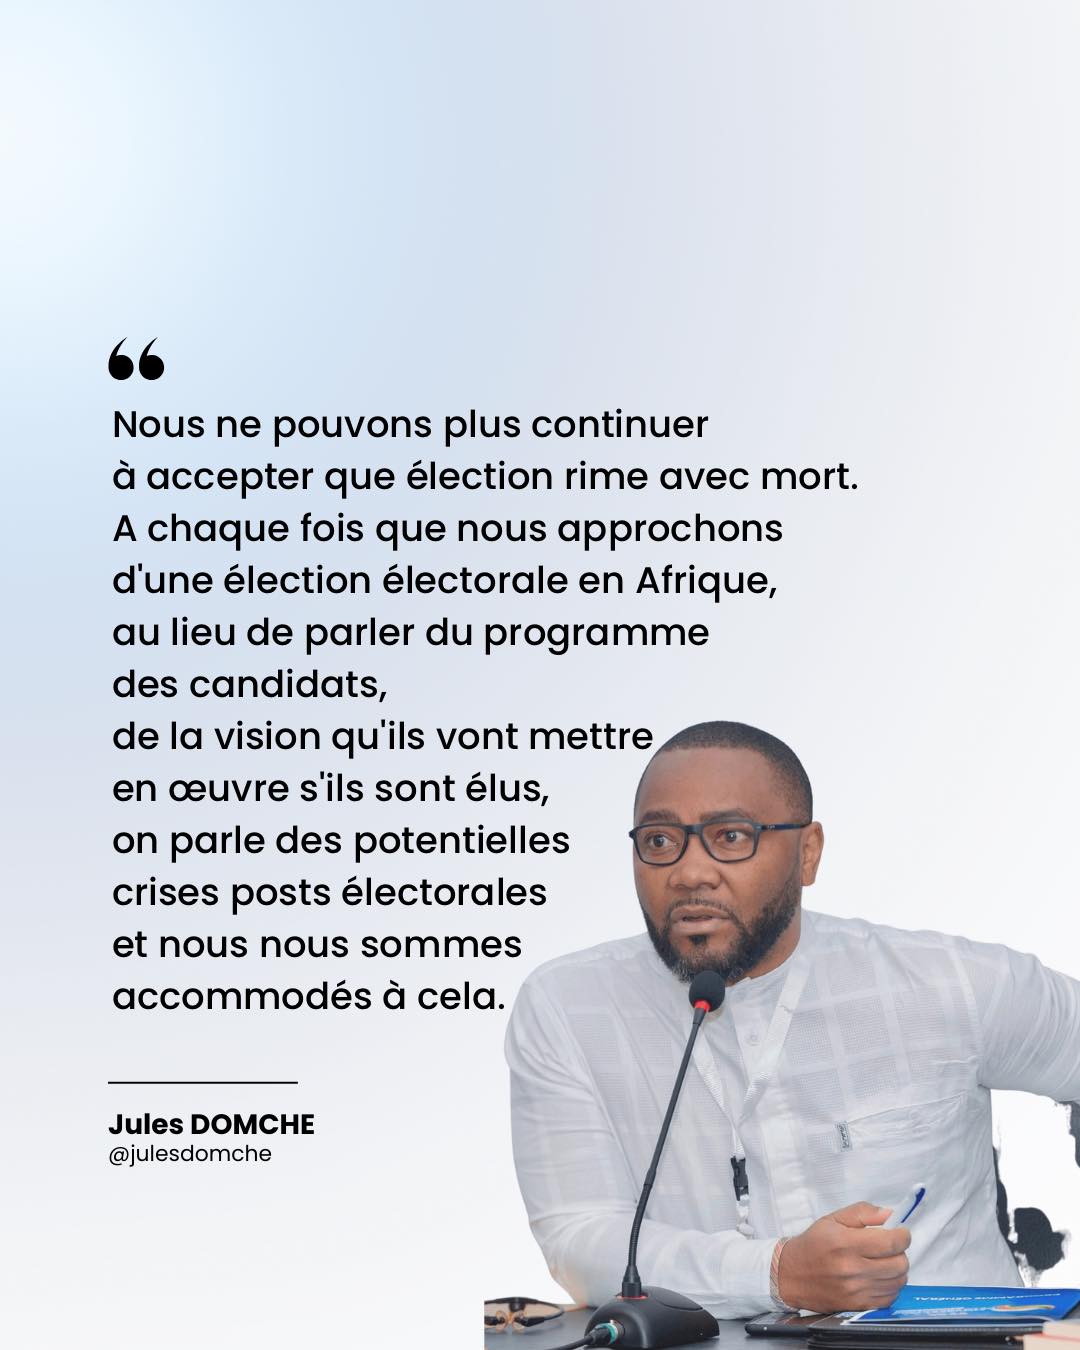 Nous ne pouvons plus continuer
à accepter que élection rime avec mort.
A chaque fois que nous approchons
d'une élection électorale en Afrique,
au lieu de parler du programme
des candidats,
de la vision qu'ils vont mettre
en œuvre s'ils sont élus,
on parle des potentielles
crises posts électorales
et nous nous sommes
accommodés à cela.
Jules DOMCHE
@julesdomche